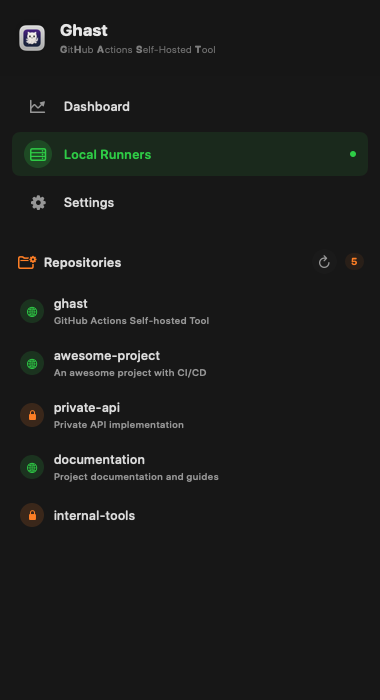 Ghast
GitHub Actions Self-Hosted Tool
Dashboard
Local Runners
Settings
Repositories
5
ghast
GitHub Actions Self-hosted Tool
awesome-project
An awesome project with CI/CD
private-api
Private API implementation
documentation
Project documentation and guides
internal-tools